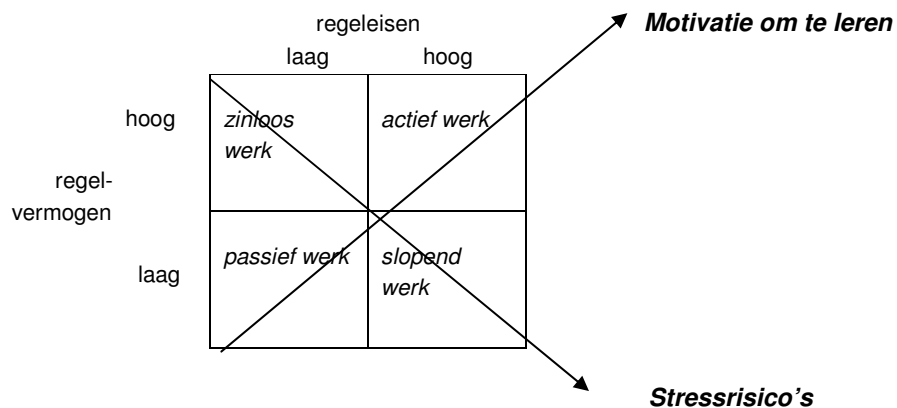 regeleisen
Motivatie om te leren
laag hoog
hoog
zinloos
werk
actief werk
regel-
vermogen
laag
passief werk
slopend
werk
Stressrisico's